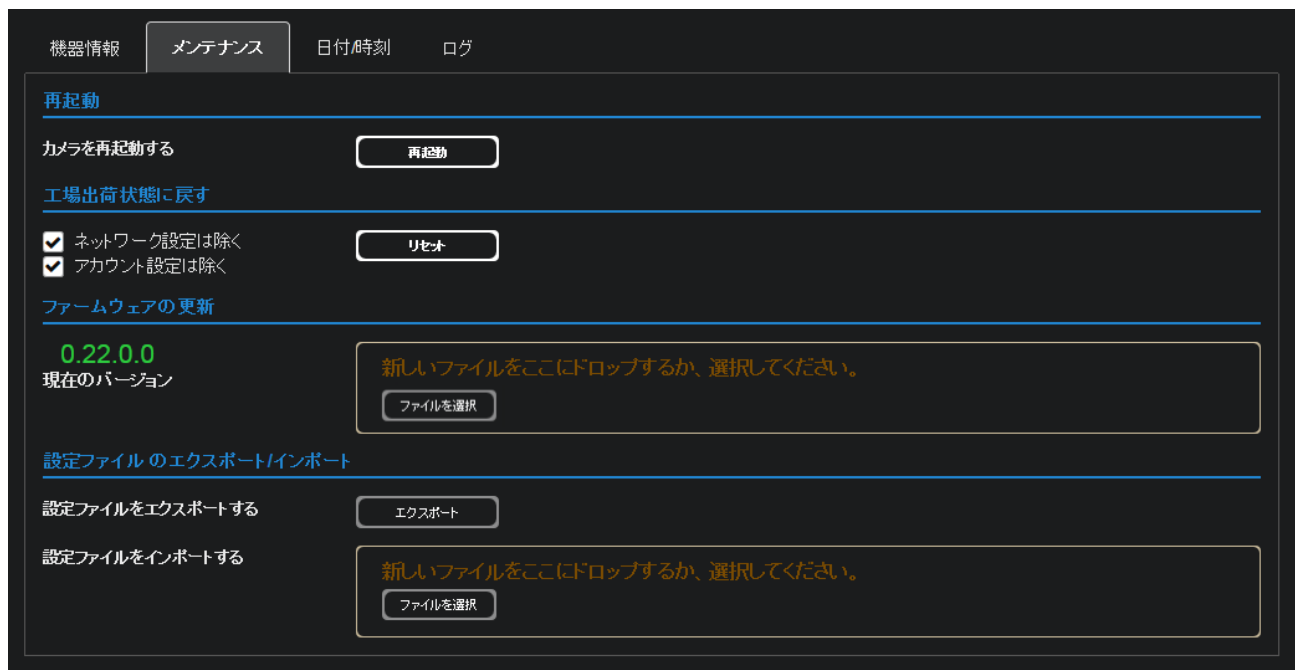 機器情報 メンテナンス 日付/時刻 ログ
再起動
カメラを再起動する 再起動
工場出荷状態に戻す
ネットワーク設定は除く リセット
アカウント設定は除く
ファームウェアの更新
0.22.0.0
現在のバージョン
新しいファイルをここにドロップするか、選択してください。
ファイルを選択
設定ファイル のエクスポート/インポート
設定ファイルをエクスポートする エクスポート
設定ファイルをインポートする
新しいファイルをここにドロップするか、選択してください。
ファイルを選択